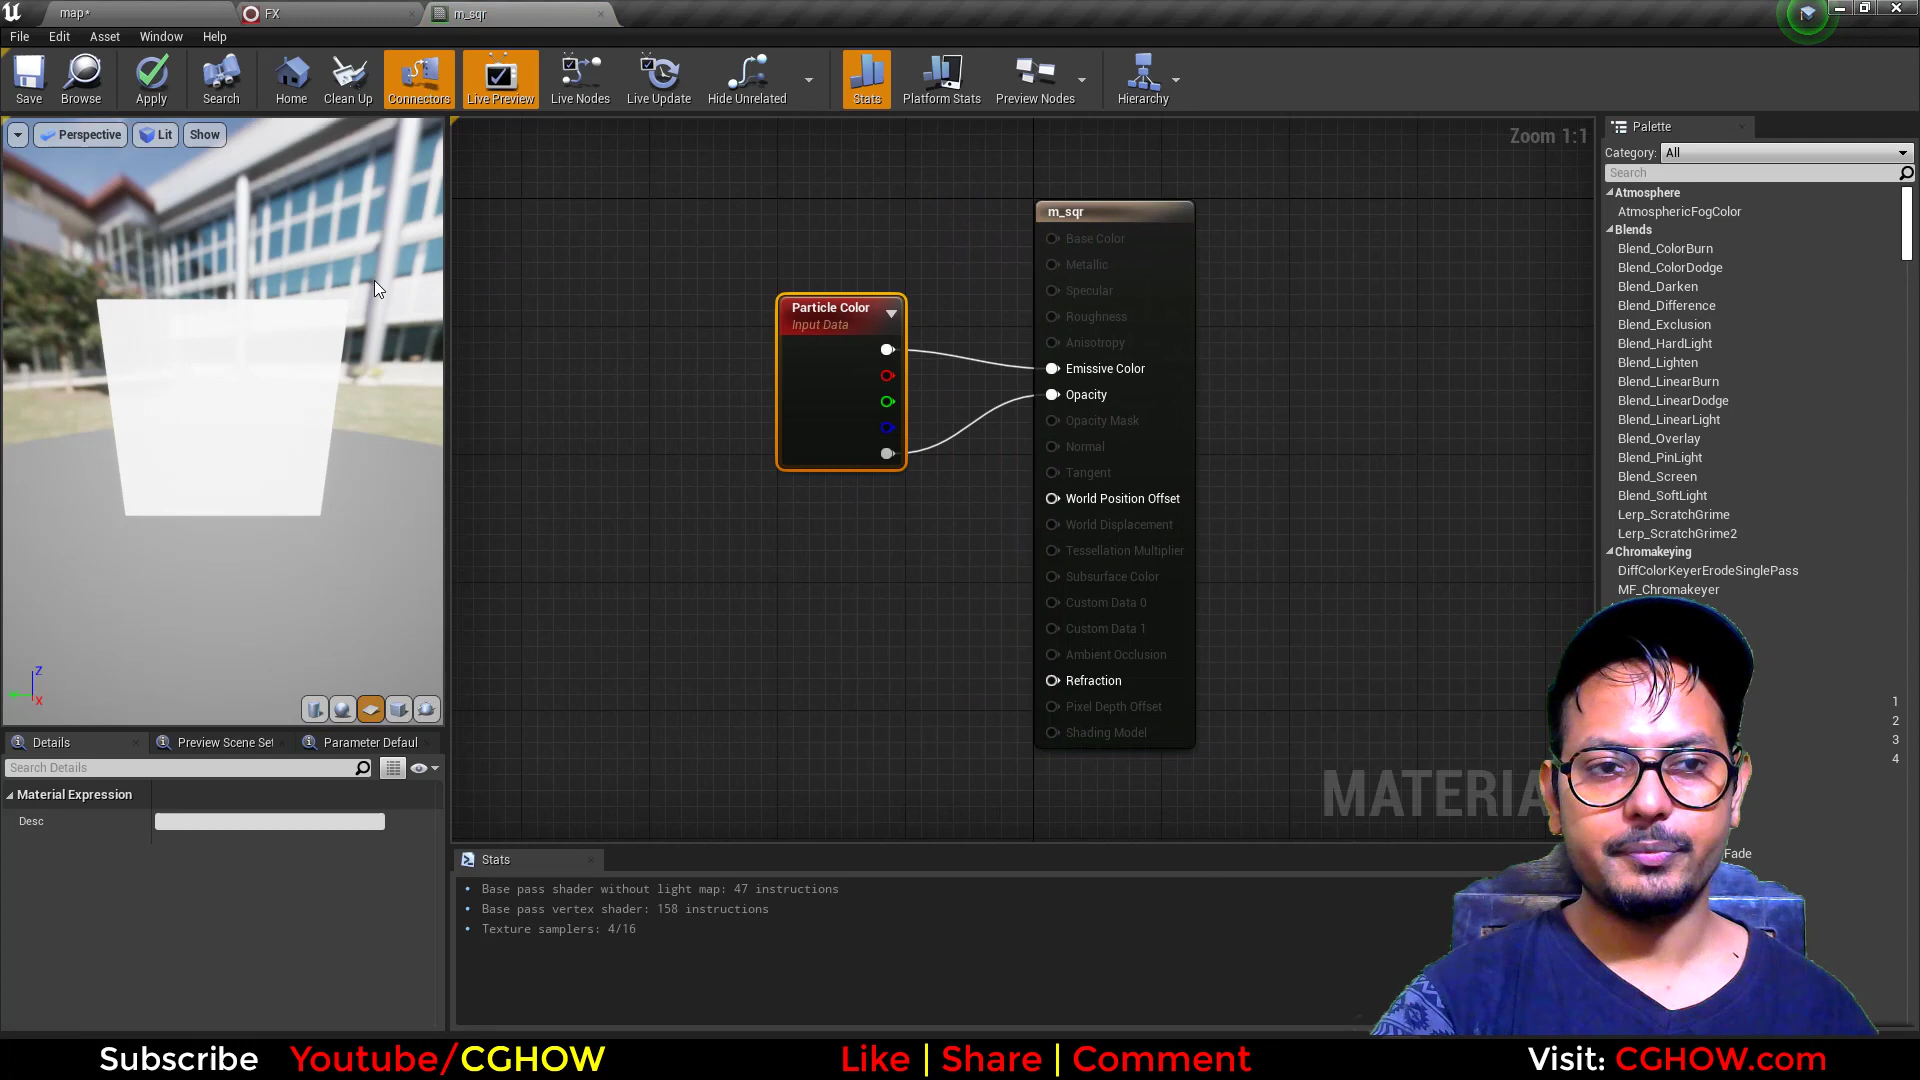 map*
FX
m_sqr
File Edit Asset Window Help
Save Browse Apply Search Home Clean Up Connectors Live Preview Live Nodes Live Update Hide Unrelated Stats Platform Stats Preview Nodes Hierarchy
Perspective Lit Show
Zoom 1:1
Palette
Category: All
Search
Atmosphere
AtmosphericFogColor
Blends
Blend_ColorBurn
Blend_ColorDodge
Blend_Darken
Blend_Difference
Blend_Exclusion
Blend_HardLight
Blend_Lighten
Blend_LinearBurn
Blend_LinearDodge
Blend_LinearLight
Blend_Overlay
Blend_PinLight
Blend_Screen
Blend_SoftLight
Lerp_ScratchGrime
Lerp_ScratchGrime2
Chromakeying
DiffColorKeyerErodeSinglePass
MF_Chromakeyer
1
2
3
4
Fade
Particle Color
Input Data
m_sqr
Base Color
Metallic
Specular
Roughness
Anisotropy
Emissive Color
Opacity
Opacity Mask
Normal
Tangent
World Position Offset
World Displacement
Tessellation Multiplier
Subsurface Color
Custom Data 0
Custom Data 1
Ambient Occlusion
Refraction
Pixel Depth Offset
Shading Model
MATERIA
Z
X
Details Preview Scene Set Parameter Defaul
Search Details
Material Expression
Desc
Stats
• Base pass shader without light map: 47 instructions
• Base pass vertex shader: 158 instructions
• Texture samplers: 4/16
Subscribe Youtube/CGHOW Like | Share | Comment Visit: CGHOW.com